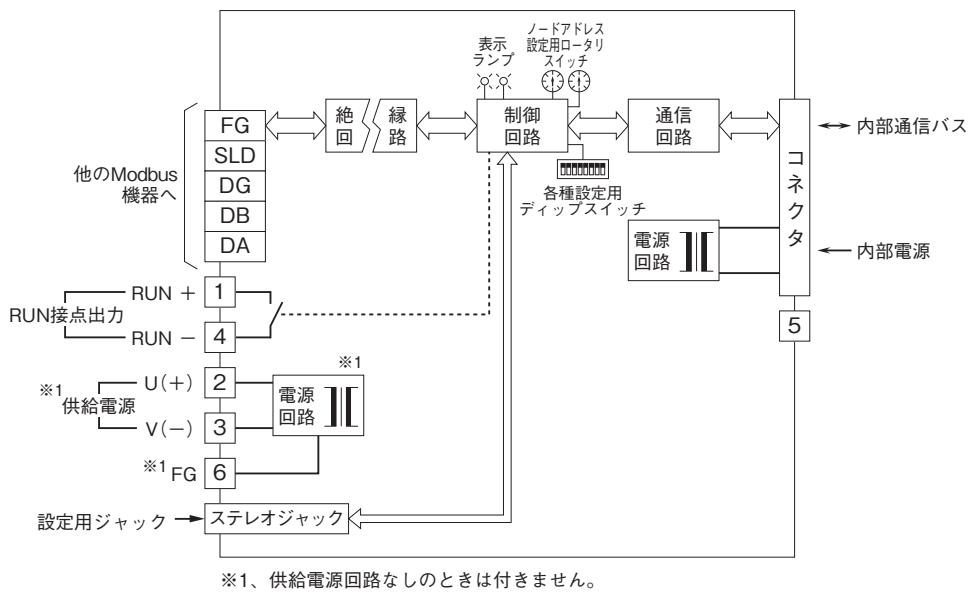 表示
ランプ
ノードアドレス
設定用ロータリ
スイッチ
FG
SLD
DG
DB
DA
他のModbus
機器へ
絶
回
縁
路
制御
回路
通信
回路
コネクタ
内部通信バス
各種設定用
ディップスイッチ
電源
回路
内部電源
5
RUN +
1
RUN接点出力
RUN −
4
※1
U(+)
2
※1
供給電源
電源
回路
V(−)
3
※1 FG
6
設定用ジャック
ステレオジャック
※1、供給電源回路なしのときは付きません。